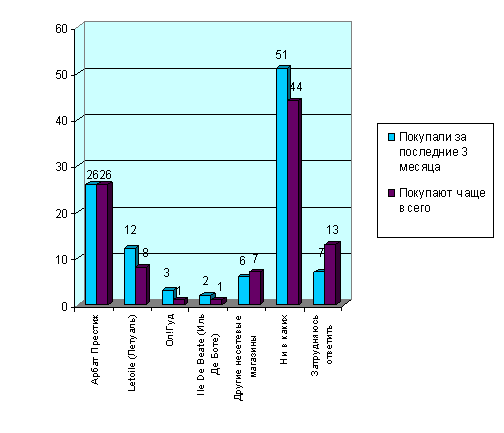 60
50
40
30
20
10
0
26 26
12
8
3
1
2
1
6
7
51
44
7
13
Арбат Престиж
Letoile (Летуаль)
Ол!Гуд
Ile De Beate (Иль
Де Боте)
Другие несетевые
магазины
Ни в каких
Затрудняюсь
ответить
Покупали за
последние 3
месяца
Покупают чаще
всего